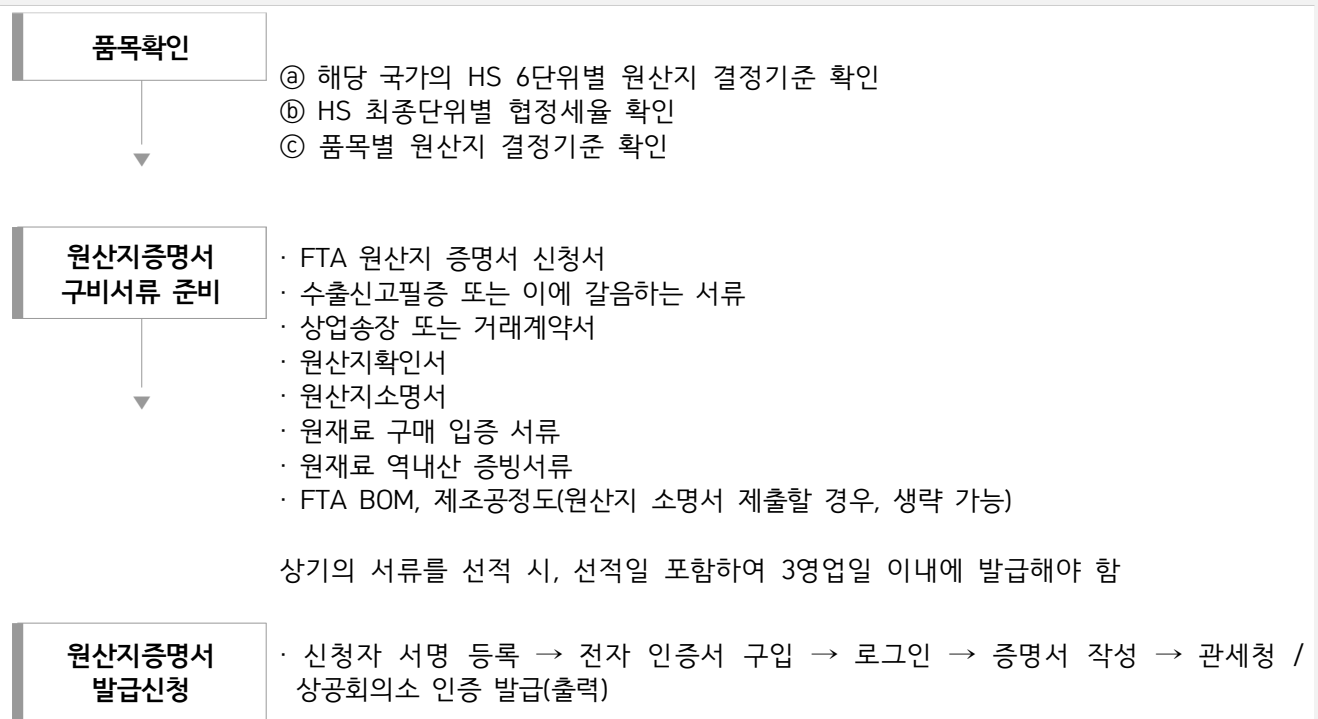 품목확인
ⓐ 해당 국가의 HS 6단위별 원산지 결정기준 확인
ⓑ HS 최종단위별 협정세율 확인
ⓒ 품목별 원산지 결정기준 확인
원산지증명서
구비서류 준비
· FTA 원산지 증명서 신청서
· 수출신고필증 또는 이에 갈음하는 서류
· 상업송장 또는 거래계약서
· 원산지확인서
· 원산지소명서
· 원재료 구매 입증 서류
· 원재료 역내산 증빙서류
· FTA BOM, 제조공정도(원산지 소명서 제출할 경우, 생략 가능)
상기의 서류를 선적 시, 선적일 포함하여 3영업일 이내에 발급해야 함
원산지증명서
발급신청
· 신청자 서명 등록 → 전자 인증서 구입 → 로그인 → 증명서 작성 → 관세청 /
상공회의소 인증 발급(출력)